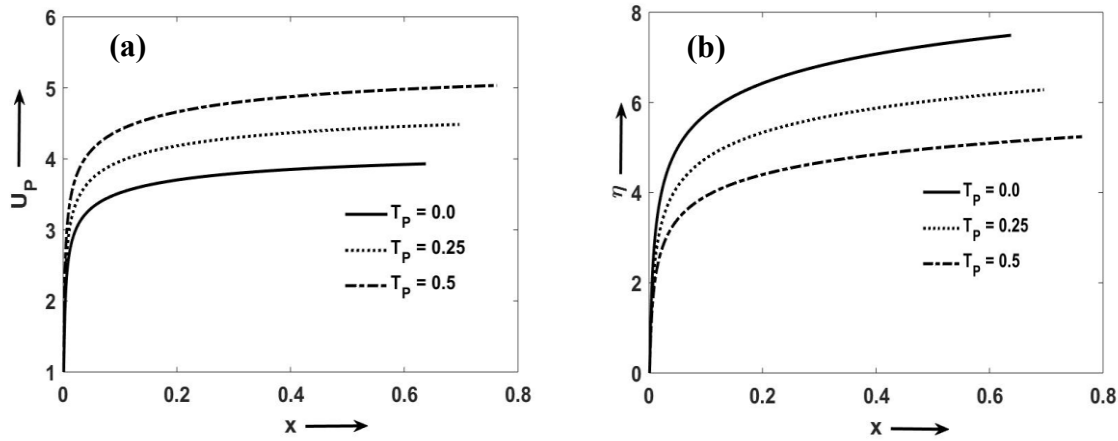 (a)
6
5
4
3
2
1
U_P
T_P = 0.0
T_P = 0.25
T_P = 0.5
0 0.2 0.4 0.6 0.8
x
(b)
8
6
4
2
0
η
T_P = 0.0
T_P = 0.25
T_P = 0.5
0 0.2 0.4 0.6 0.8
x